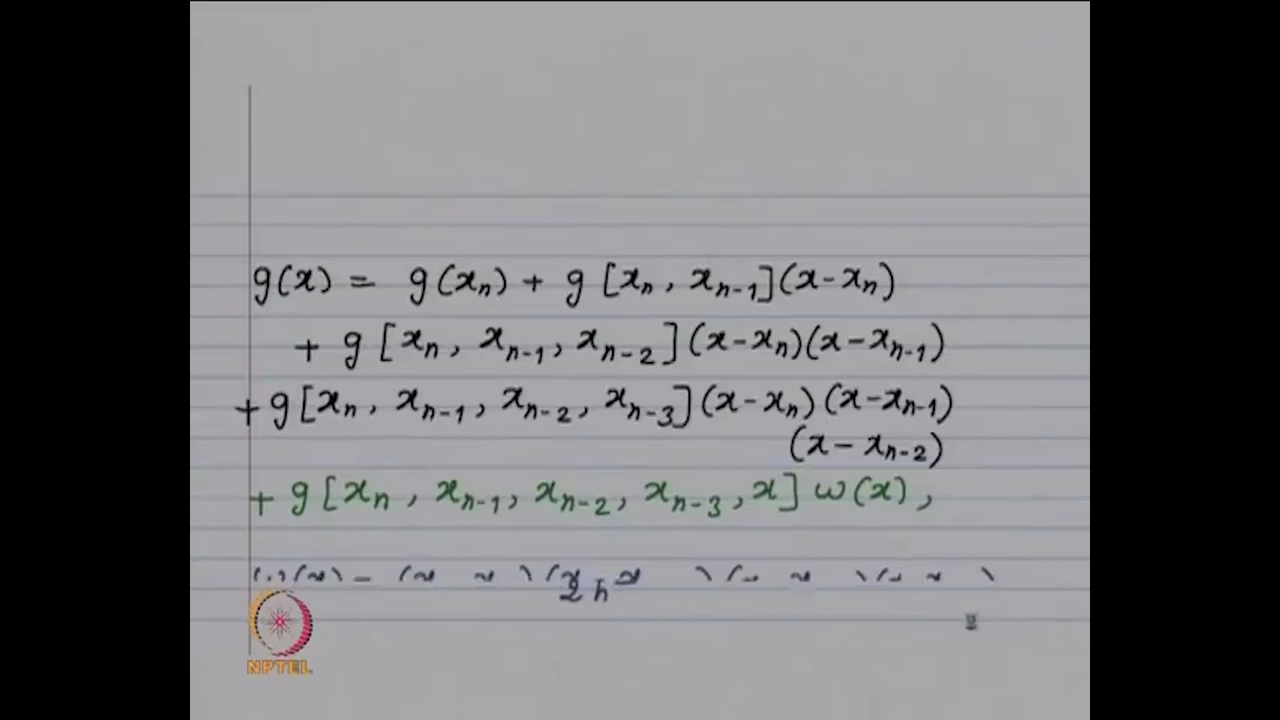 g(x) = g(xₙ) + g[xₙ, xₙ₋₁](x-xₙ)
+ g[xₙ, xₙ₋₁, xₙ₋₂](x-xₙ)(x-xₙ₋₁)
+ g[xₙ, xₙ₋₁, xₙ₋₂, xₙ₋₃](x-xₙ)(x-xₙ₋₁)
(x-xₙ₋₂)
+ g[xₙ, xₙ₋₁, xₙ₋₂, xₙ₋₃, x] ω(x),
NPTEL